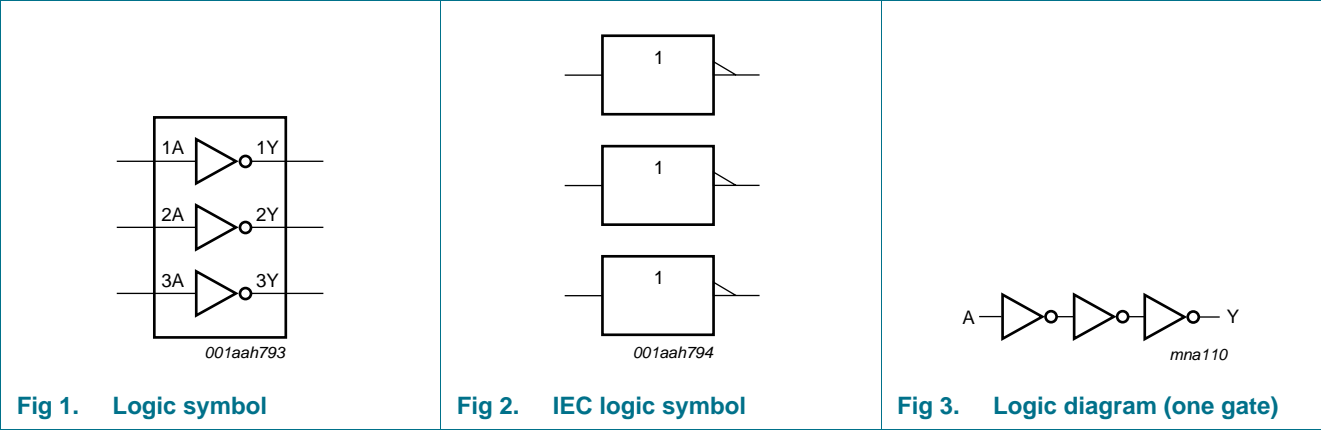 1A 1Y
2A 2Y
3A 3Y
001aah793
Fig 1. Logic symbol
1
1
1
001aah794
Fig 2. IEC logic symbol
A Y
mna110
Fig 3. Logic diagram (one gate)